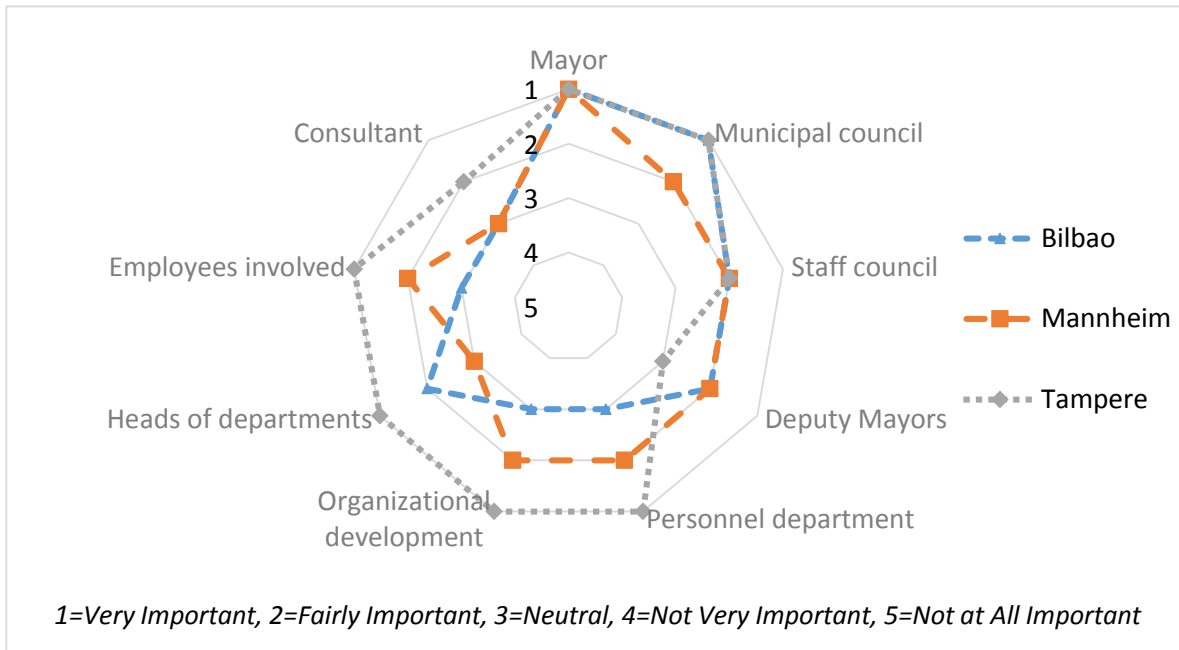 Mayor
1
2
3
4
5
Municipal council
Staff council
Deputy Mayors
Personnel department
Organizational
development
Heads of departments
Employees involved
Consultant
Bilbao
Mannheim
Tampere
1=Very Important, 2=Fairly Important, 3=Neutral, 4=Not Very Important, 5=Not at All Important